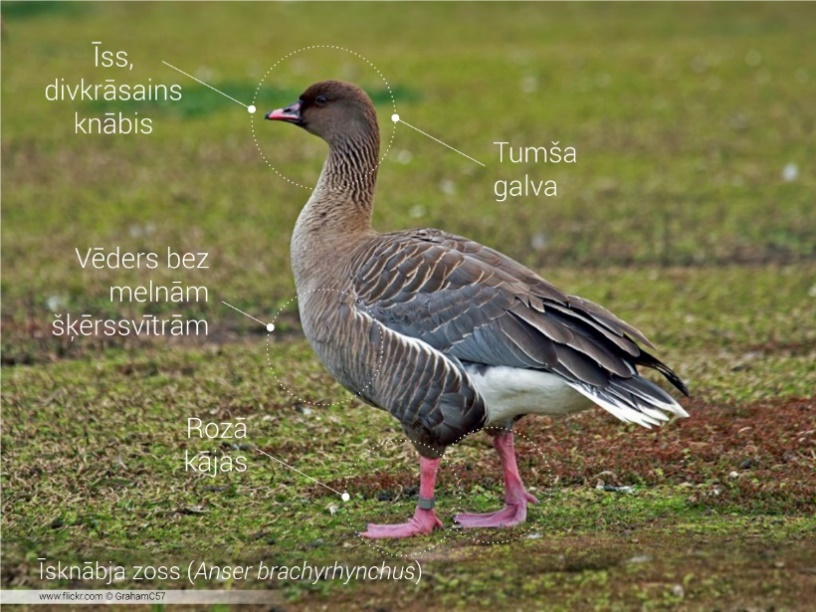 Īss,
divkrāsains
knābis
Tumša
galva
Vēders bez
melnām
šķērssvītrām
Rozā
kājas
Īsknābja zoss (Anser brachyrhynchus)
www.flickr.com © GrahamC57